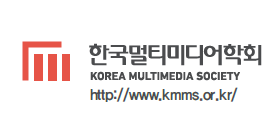 한국멀티미디어학회
KOREA MULTIMEDIA SOCIETY
http://www.kmms.or.kr/